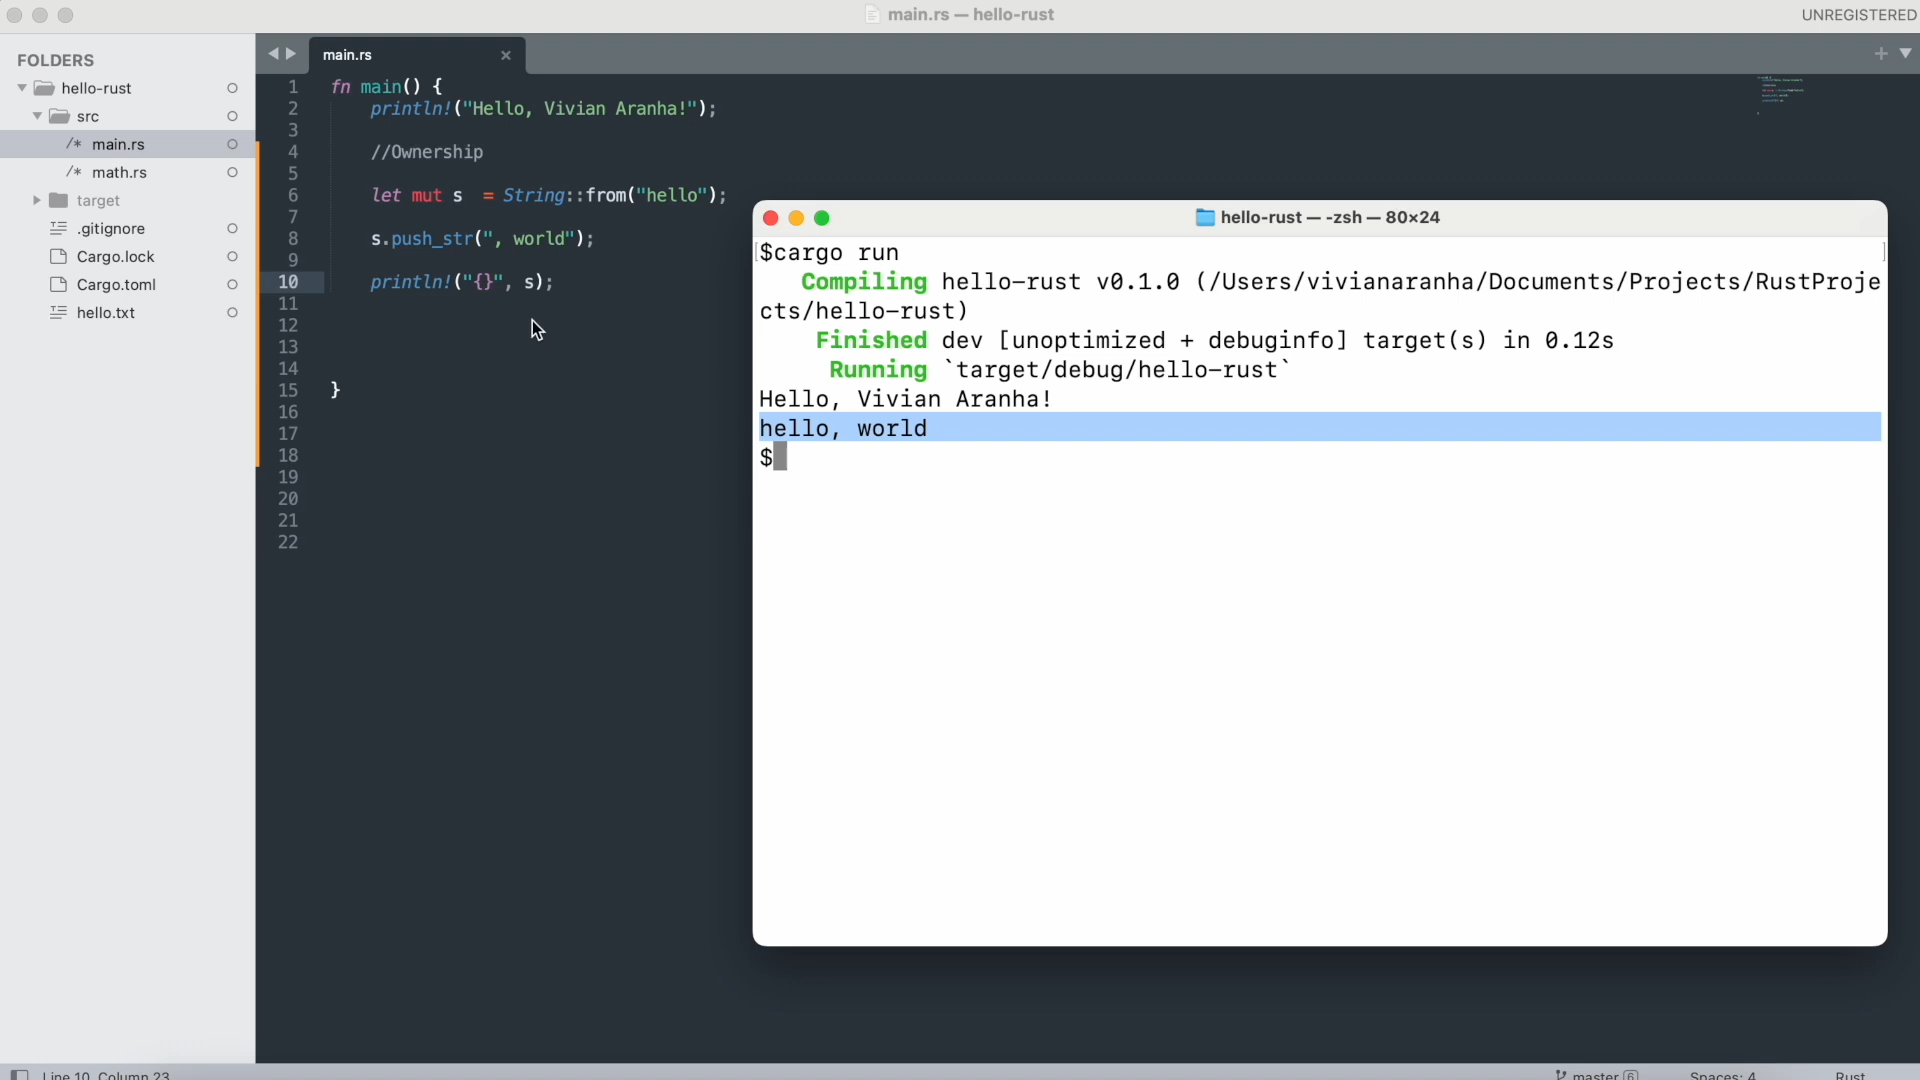 main.rs — hello-rust
UNREGISTERED
FOLDERS
hello-rust
src
/* main.rs
/* math.rs
target
.gitignore
Cargo.lock
Cargo.toml
hello.txt
main.rs
1 fn main() {
2 println!("Hello, Vivian Aranha!");
3
4 //Ownership
5
6 let mut s  = String::from("hello");
7
8 s.push_str(", world");
9
10 println!("{}", s);
11
12
13
14
15 }
16
17
18
19
20
21
22
hello-rust — -zsh — 80×24
$cargo run
Compiling hello-rust v0.1.0 (/Users/vivianaranha/Documents/Projects/RustProje
cts/hello-rust)
Finished dev [unoptimized + debuginfo] target(s) in 0.12s
Running `target/debug/hello-rust`
Hello, Vivian Aranha!
hello, world
$
Line 10, Column 23
master 6
Spaces: 4
Rust